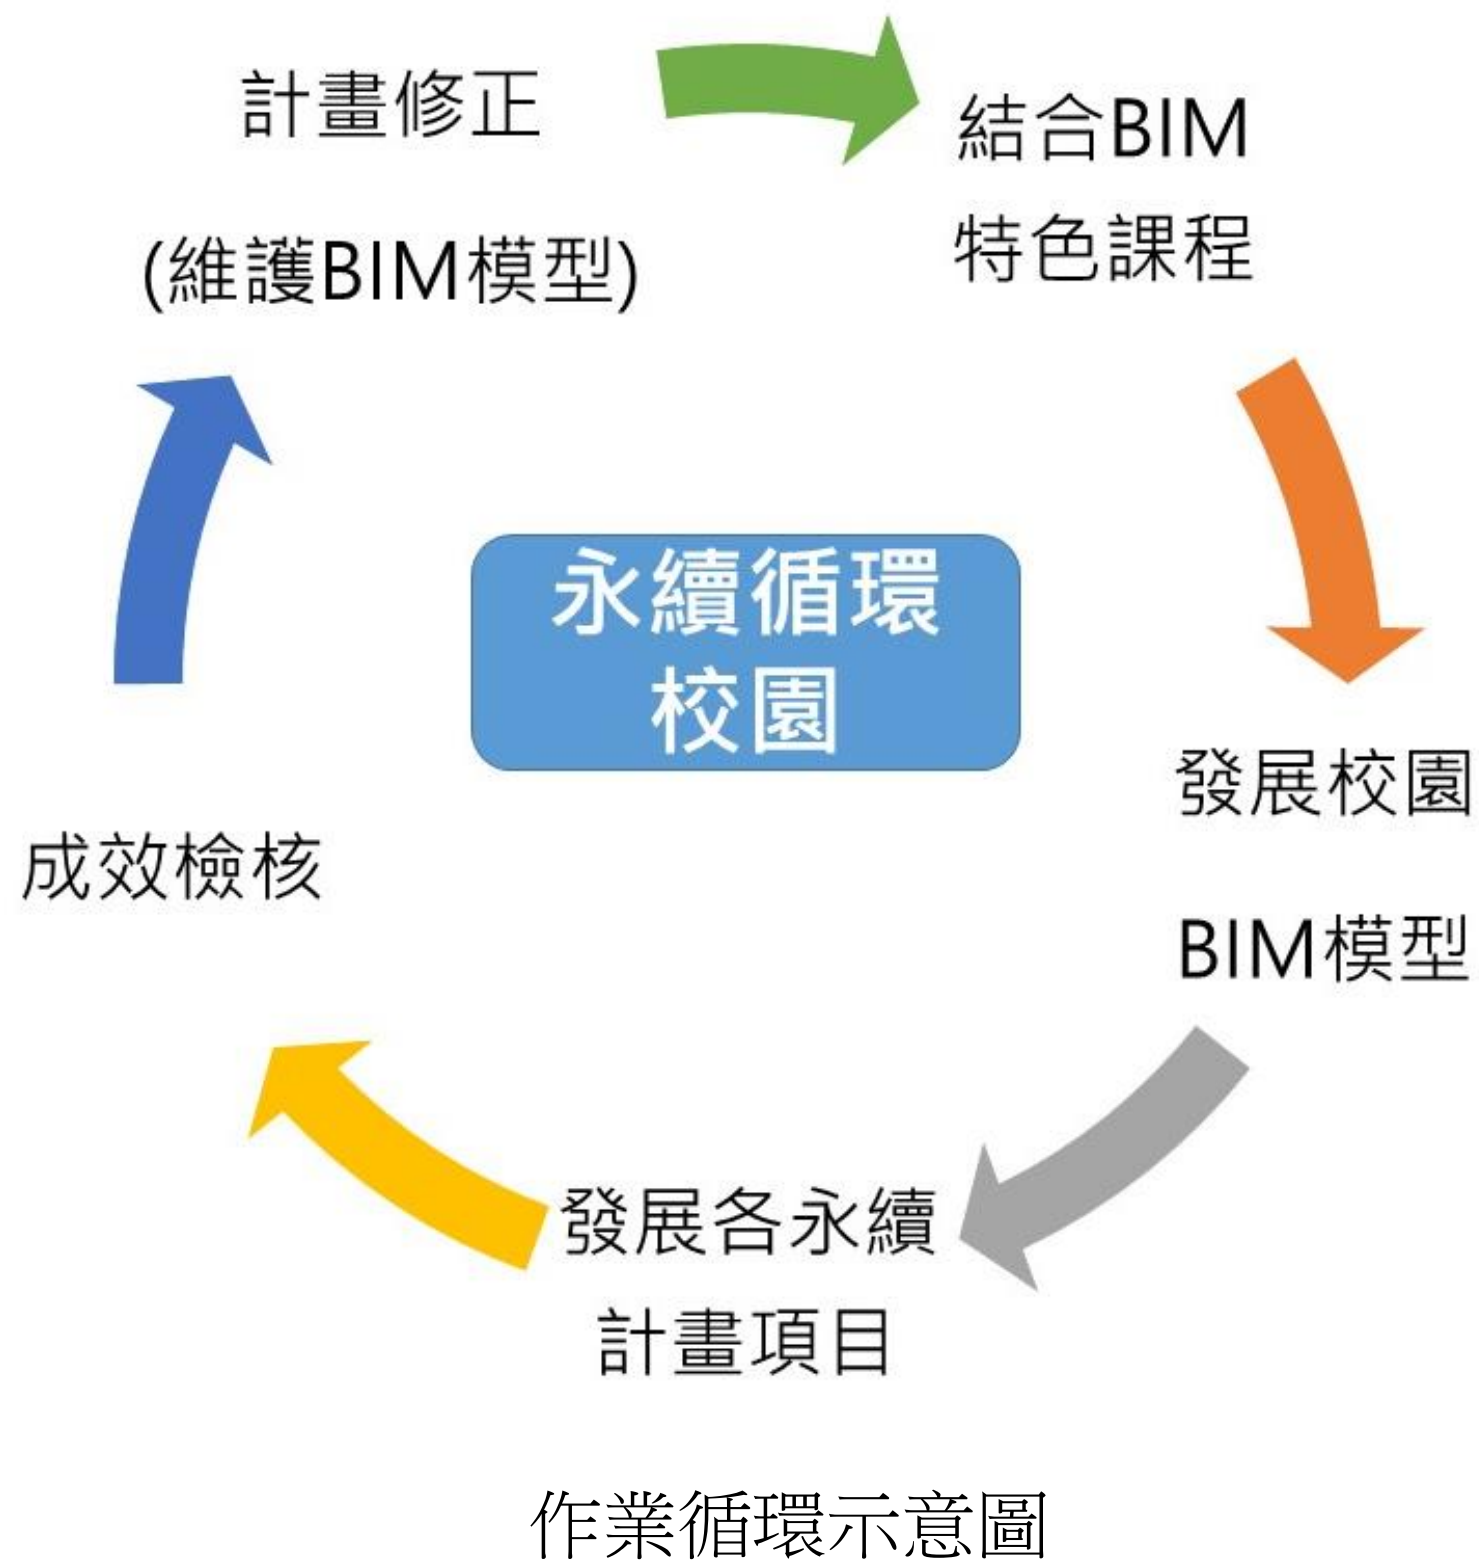 計畫修正
(維護BIM模型)
結合BIM
特色課程
永續循環
校園
發展校園
BIM模型
成效檢核
發展各永續
計畫項目
作業循環示意圖